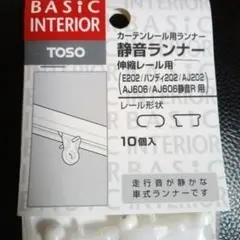 BASiC
INTERIOR
TOSO
カーテンレール用ランナー
静音ランナー
伸縮レール用
E202/ハンディ202/AJ202
AJ606/AJ606静音R 用
レール形状
10個入
走行音が静かな
車式ランナーです